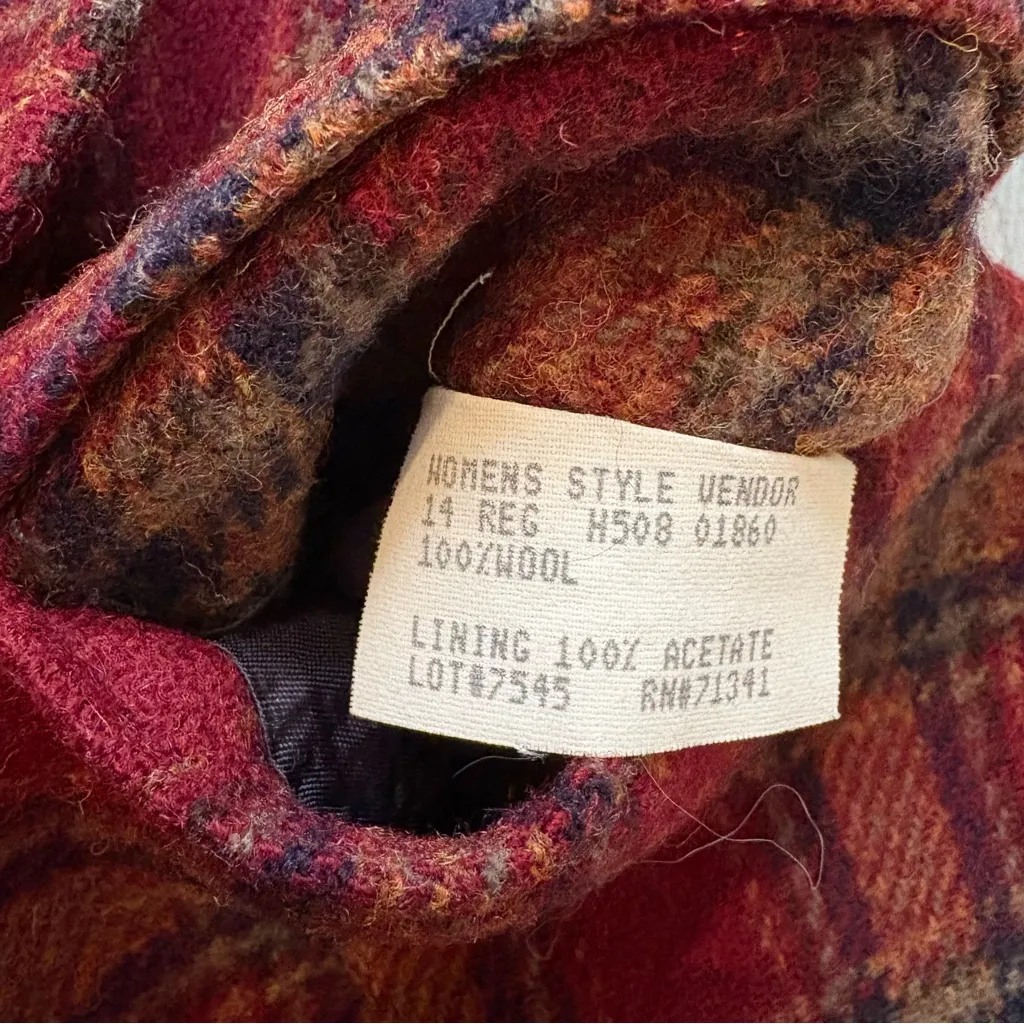 WOMENS STYLE VENDOR
14 REG H508 01860
100%WOOL
LINING 100% ACETATE
LOT#7545 RN#71341